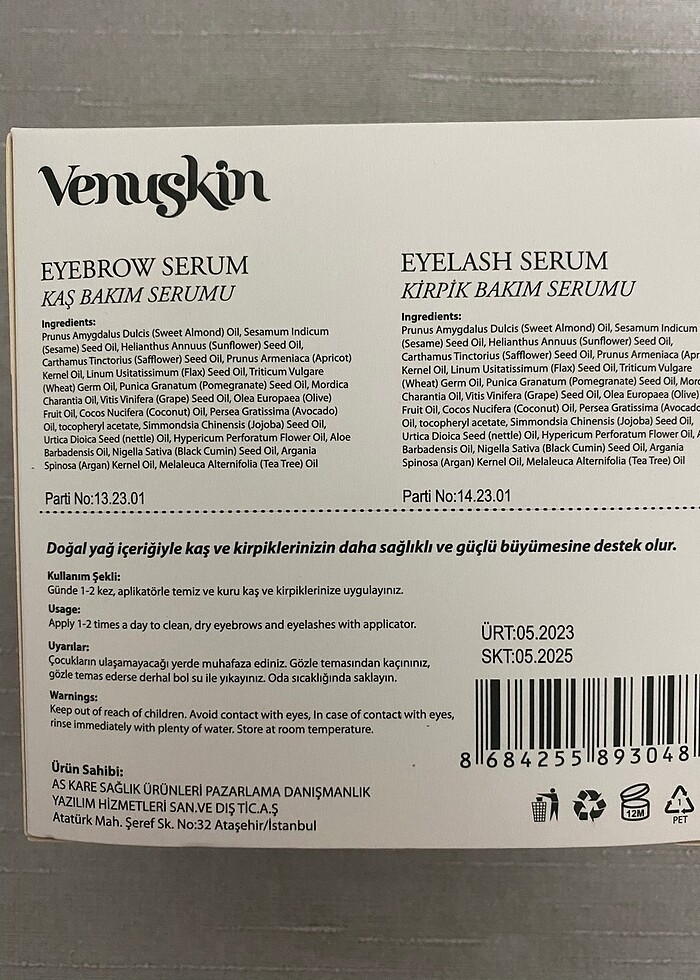 Venuskin
EYEBROW SERUM
KAŞ BAKIM SERUMU
Ingredients:
Prunus Amygdalus Dulcis (Sweet Almond) Oil, Sesamum Indicum
(Sesame) Seed Oil, Helianthus Annuus (Sunflower) Seed Oil,
Carthamus Tinctorius (Safflower) Seed Oil, Prunus Armeniaca (Apricot)
Kernel Oil, Linum Usitatissimum (Flax) Seed Oil, Triticum Vulgare
(Wheat) Germ Oil, Punica Granatum (Pomegranate) Seed Oil, Mordica
Charantia Oil, Vitis Vinifera (Grape) Seed Oil, Olea Europaea (Olive)
Fruit Oil, Cocos Nucifera (Coconut) Oil, Persea Gratissima (Avocado)
Oil, tocopheryl acetate, Simmondsia Chinensis (Jojoba) Seed Oil,
Urtica Dioica Seed (nettle) Oil, Hypericum Perforatum Flower Oil, Aloe
Barbadensis Oil, Nigella Sativa (Black Cumin) Seed Oil, Argania
Spinosa (Argan) Kernel Oil, Melaleuca Alternifolia (Tea Tree) Oil
Parti No:13.23.01
EYELASH SERUM
KİRPİK BAKIM SERUMU
Ingredients:
Prunus Amygdalus Dulcis (Sweet Almond) Oil, Sesamum Indicum
(Sesame) Seed Oil, Helianthus Annuus (Sunflower) Seed Oil,
Carthamus Tinctorius (Safflower) Seed Oil, Prunus Armeniaca (Apr
Kernel Oil, Linum Usitatissimum (Flax) Seed Oil, Triticum Vulgare
(Wheat) Germ Oil, Punica Granatum (Pomegranate) Seed Oil, Mord
Charantia Oil, Vitis Vinifera (Grape) Seed Oil, Olea Europaea (Olive)
Fruit Oil, Cocos Nucifera (Coconut) Oil, Persea Gratissima (Avocado
Oil, tocopheryl acetate, Simmondsia Chinensis (Jojoba) Seed Oil,
Urtica Dioica Seed (nettle) Oil, Hypericum Perforatum Flower Oil, A
Barbadensis Oil, Nigella Sativa (Black Cumin) Seed Oil, Argania
Spinosa (Argan) Kernel Oil, Melaleuca Alternifolia (Tea Tree) Oil
Parti No:14.23.01
Doğal yağ içeriğiyle kaş ve kirpiklerinizin daha sağlıklı ve güçlü büyümesine destek olur.
Kullanım Şekli:
Günde 1-2 kez, aplikatörle temiz ve kuru kaş ve kirpiklerinize uygulayınız.
Usage:
Apply 1-2 times a day to clean, dry eyebrows and eyelashes with applicator.
Uyarılar:
Çocukların ulaşamayacağı yerde muhafaza ediniz. Gözle temasından kaçınınız,
gözle temas ederse derhal bol su ile yıkayınız. Oda sıcaklığında saklayın.
Warnings:
Keep out of reach of children. Avoid contact with eyes, In case of contact with eyes,
rinse immediately with plenty of water. Store at room temperature.
Ürün Sahibi:
AS KARE SAĞLIK ÜRÜNLERİ PAZARLAMA DANIŞMANLIK
YAZILIM HİZMETLERİ SAN.VE DIŞ TİC.A.Ş
Atatürk Mah. Şeref Sk. No:32 Ataşehir/İstanbul
ÜRT:05.2023
SKT:05.2025
8 684255 893048
12M
1
PET